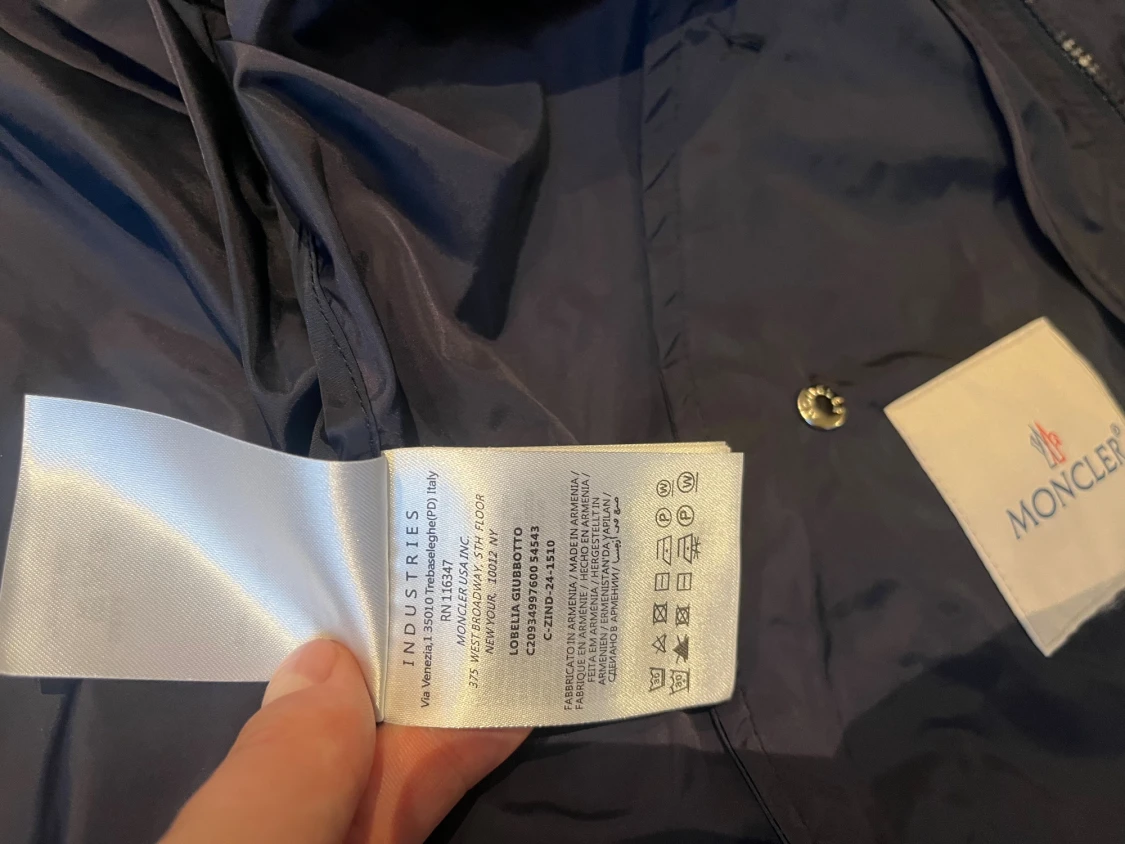 INDUSTRIES
Via Venezia,1 35010 Trebaseleghe(PD) Italy
RN 116347
MONCLER USA INC.
375 WEST BROADWAY. 5TH FLOOR
NEW YOUR, 10012 NY
LOBELIA GIUBBOTTO
C20934997600 54543
C-ZIND-24-1510
FABBRICATO IN ARMENIA / MADE IN ARMENIA /
FABRIQUE EN ARMÉNIE / HECHO EN ARMENIA /
FEITA EM ARMENIA / HERGESTELLT IN
ARMENIEN / ERMENISTAN'DA YAPILAN /
СДЕЛАНО В АРМЕНИИ /
P W
P W
MONCLER®